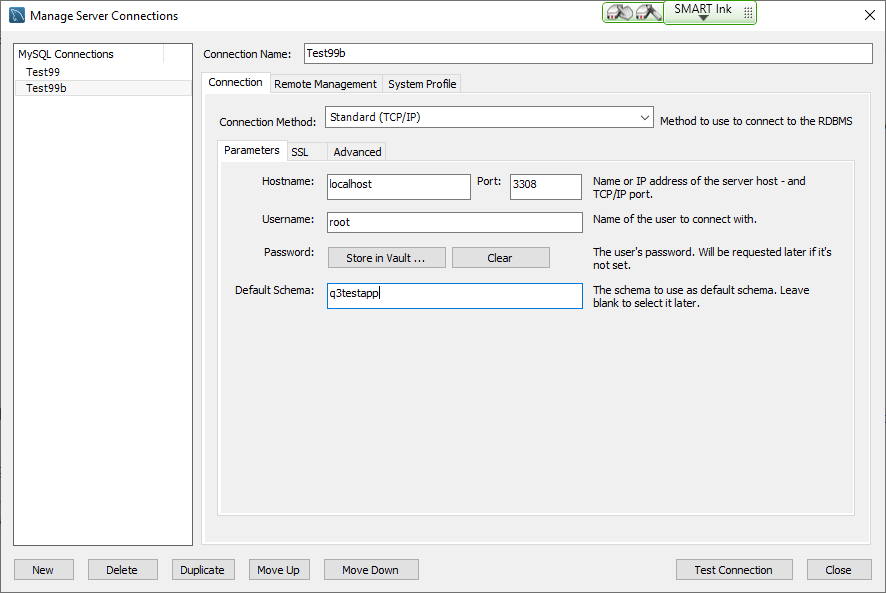 Manage Server Connections
SMART Ink
MySQL Connections
Test99
Test99b
Connection Name: Test99b
Connection Remote Management System Profile
Connection Method: Standard (TCP/IP) Method to use to connect to the RDBMS
Parameters SSL Advanced
Hostname: localhost Port: 3308 Name or IP address of the server host - and
TCP/IP port.
Username: root Name of the user to connect with.
Password: Store in Vault ... Clear The user's password. Will be requested later if it's
not set.
Default Schema: q3testapp The schema to use as default schema. Leave
blank to select it later.
New Delete Duplicate Move Up Move Down Test Connection Close